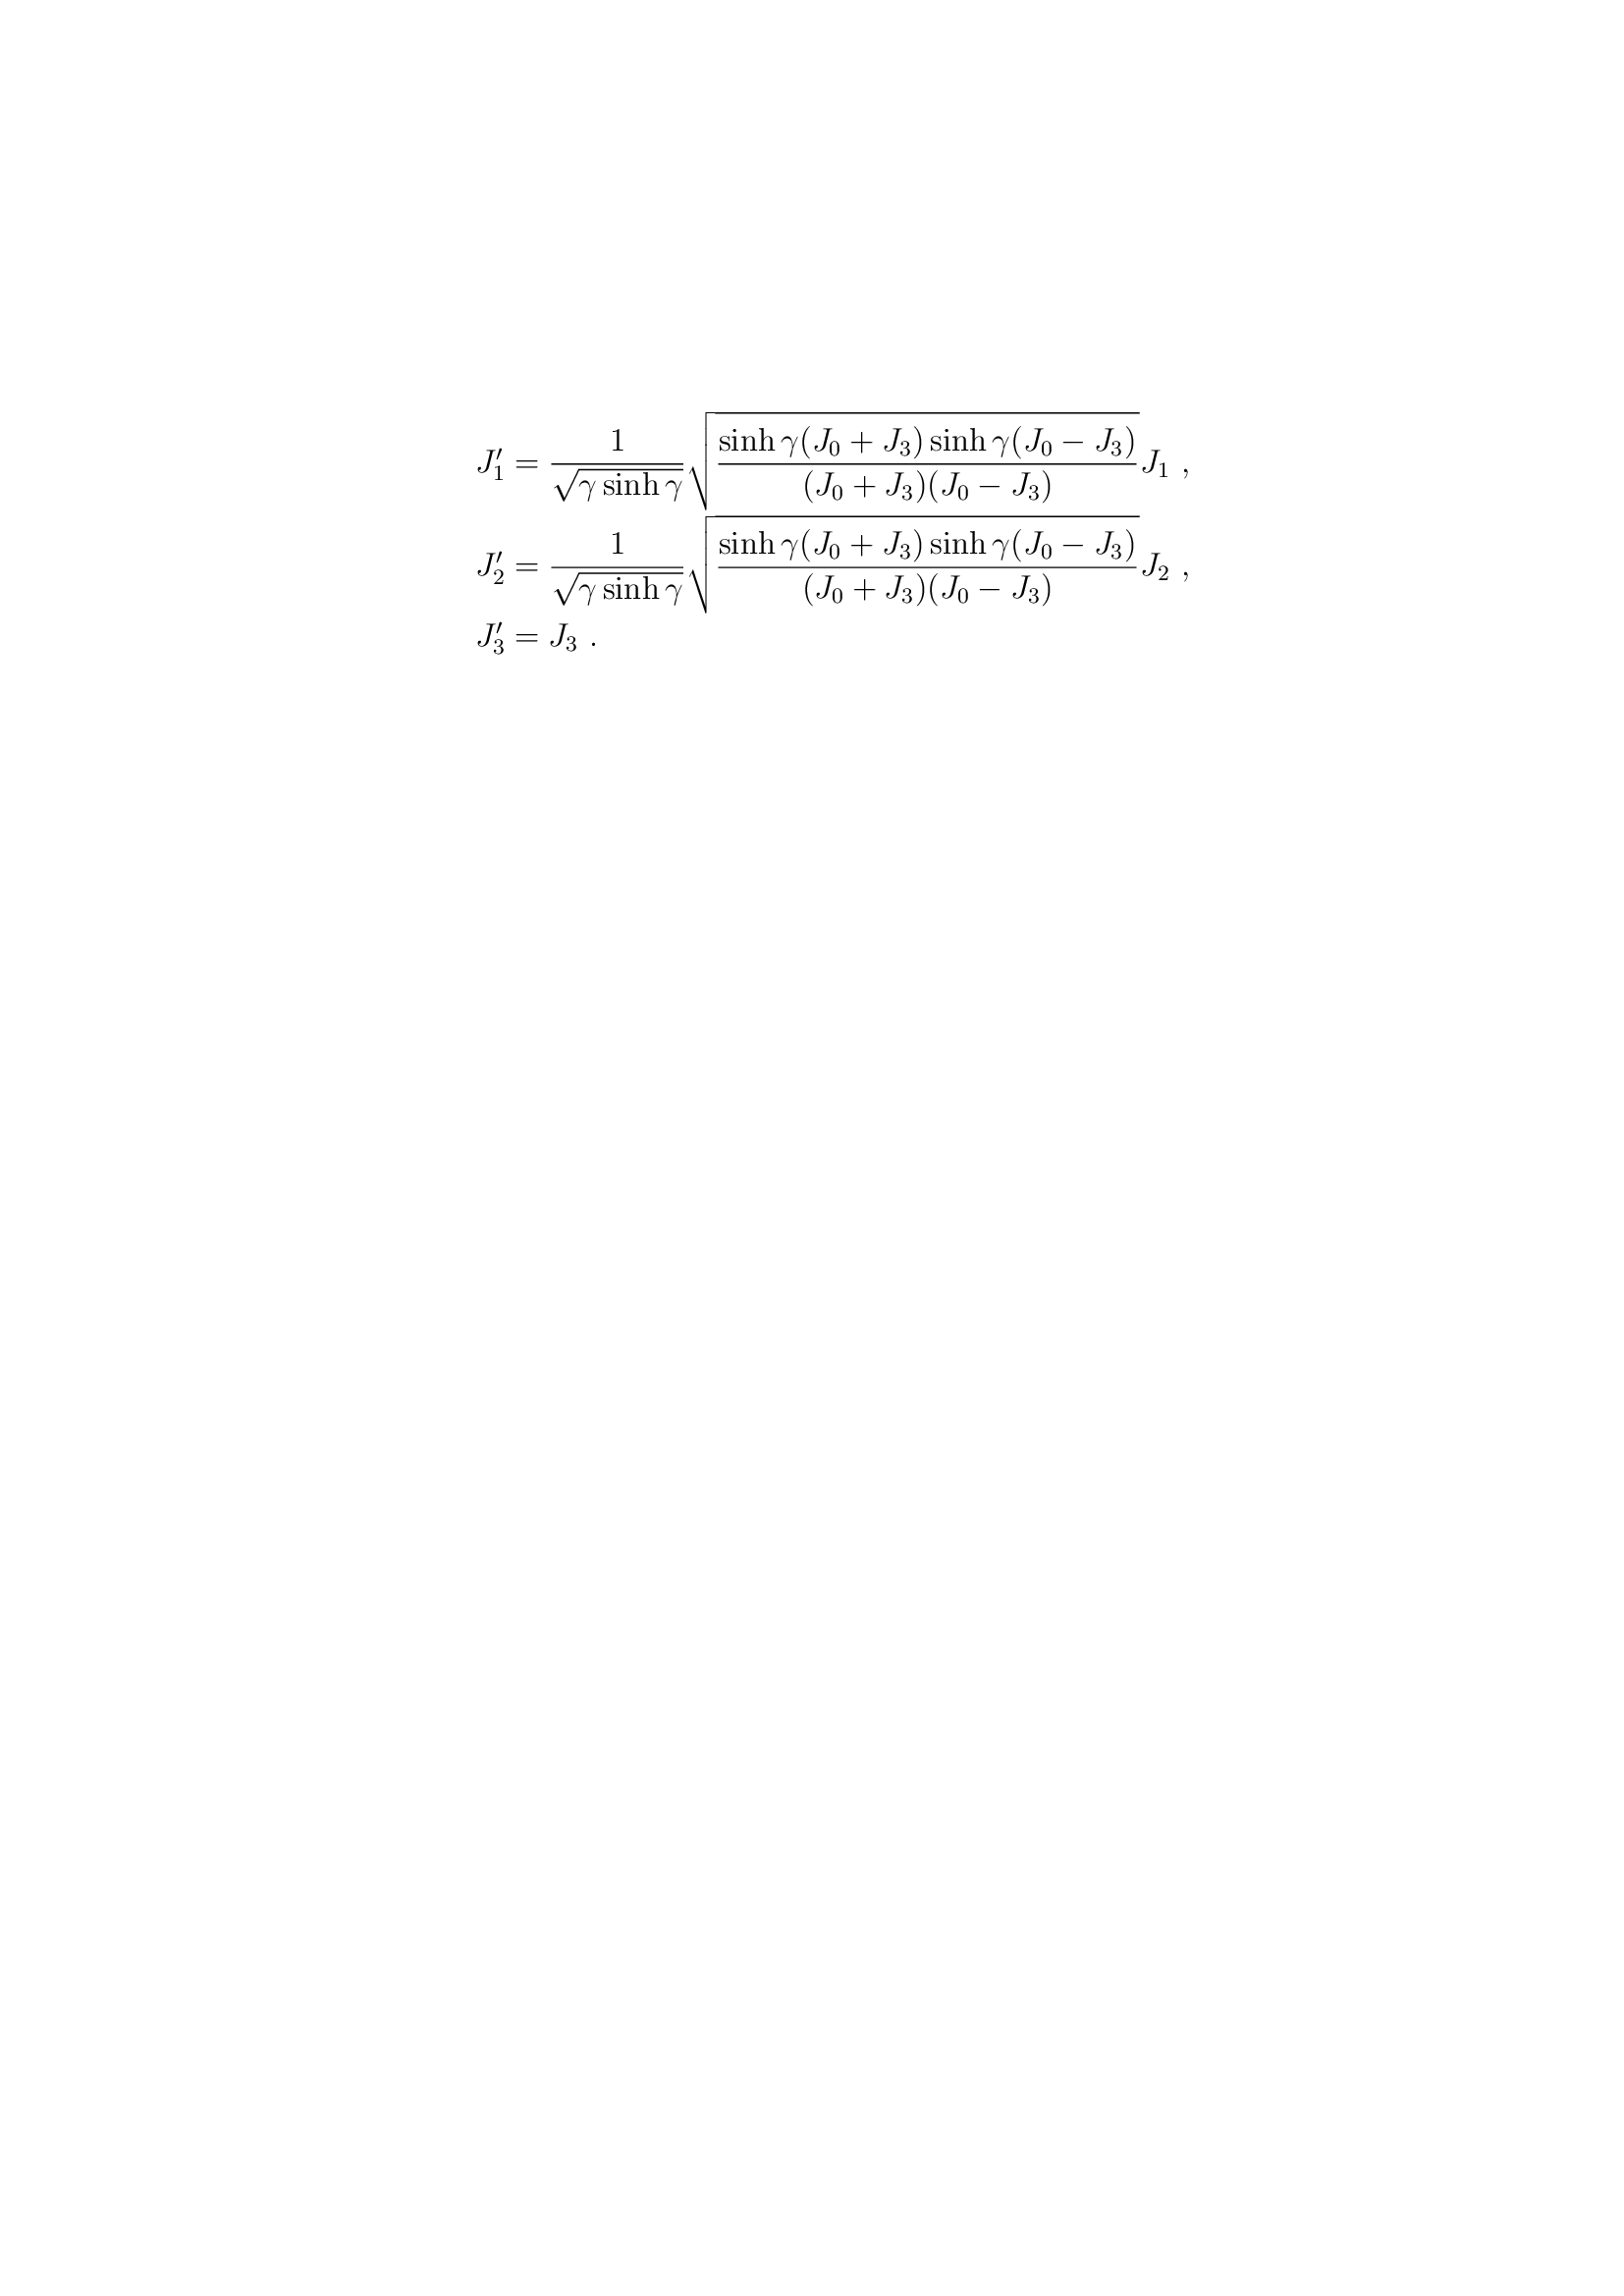 $J_1' = \frac{1}{\sqrt{\gamma \sinh \gamma}} \sqrt{\frac{\sinh \gamma (J_0 + J_3) \sinh \gamma (J_0 - J_3)}{(J_0 + J_3)(J_0 - J_3)}} J_1 \ ,$
$J_2' = \frac{1}{\sqrt{\gamma \sinh \gamma}} \sqrt{\frac{\sinh \gamma (J_0 + J_3) \sinh \gamma (J_0 - J_3)}{(J_0 + J_3)(J_0 - J_3)}} J_2 \ ,$
$J_3' = J_3 \ .$